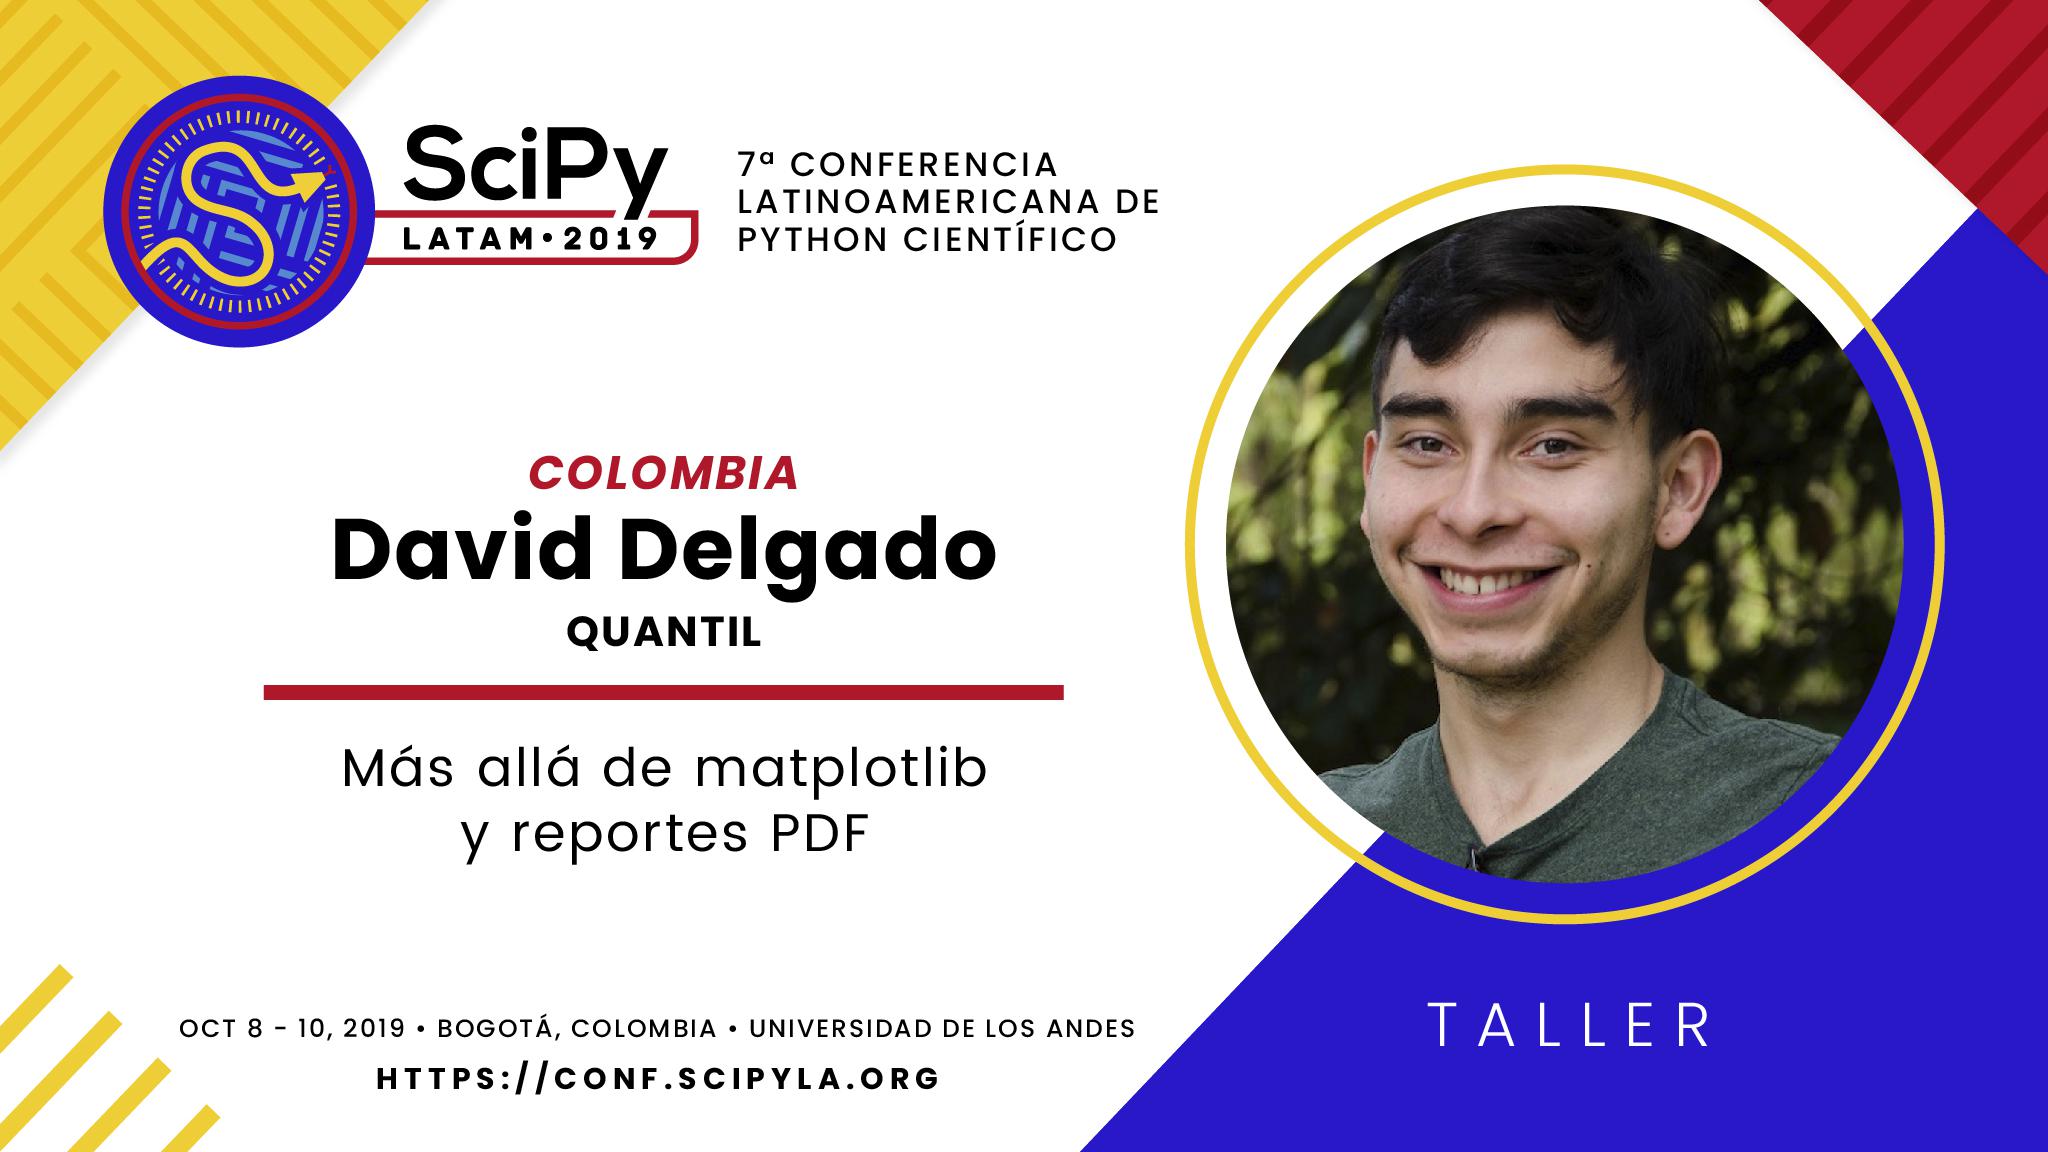 SciPy
LATAM•2019
7ª CONFERENCIA
LATINOAMERICANA DE
PYTHON CIENTÍFICO
COLOMBIA
David Delgado
QUANTIL
Más allá de matplotlib
y reportes PDF
OCT 8 - 10, 2019 • BOGOTÁ, COLOMBIA • UNIVERSIDAD DE LOS ANDES
HTTPS://CONF.SCIPYLA.ORG
TALLER